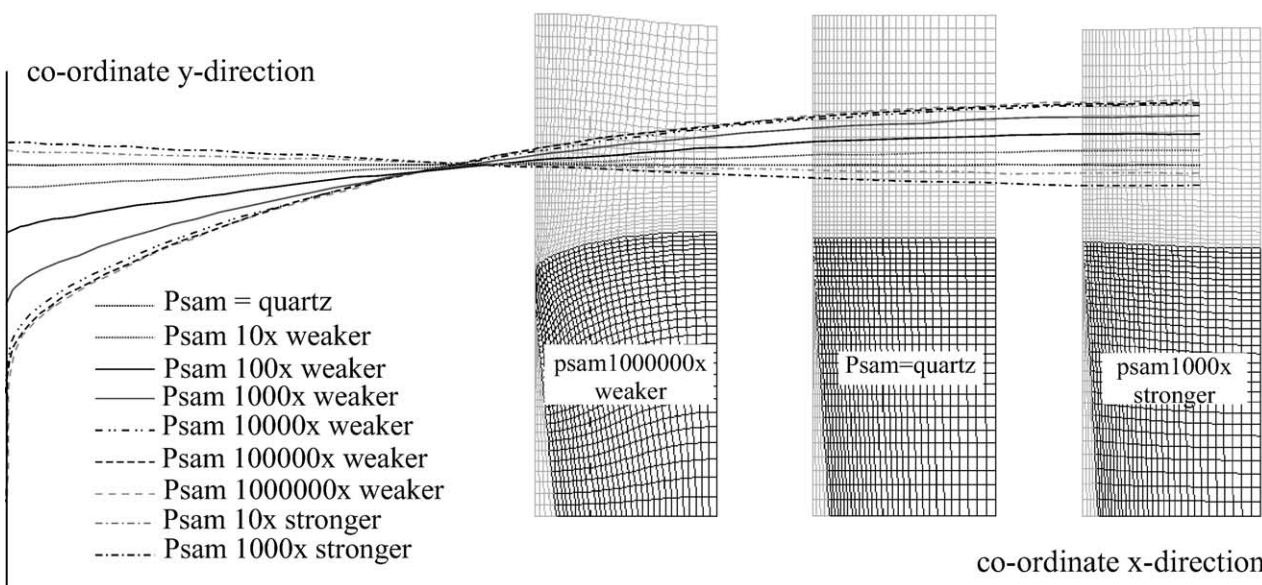 co-ordinate y-direction
Psam = quartz
Psam 10x weaker
Psam 100x weaker
Psam 1000x weaker
Psam 10000x weaker
Psam 100000x weaker
Psam 1000000x weaker
Psam 10x stronger
Psam 1000x stronger
psam1000000x
weaker
Psam=quartz
psam1000x
stronger
co-ordinate x-direction